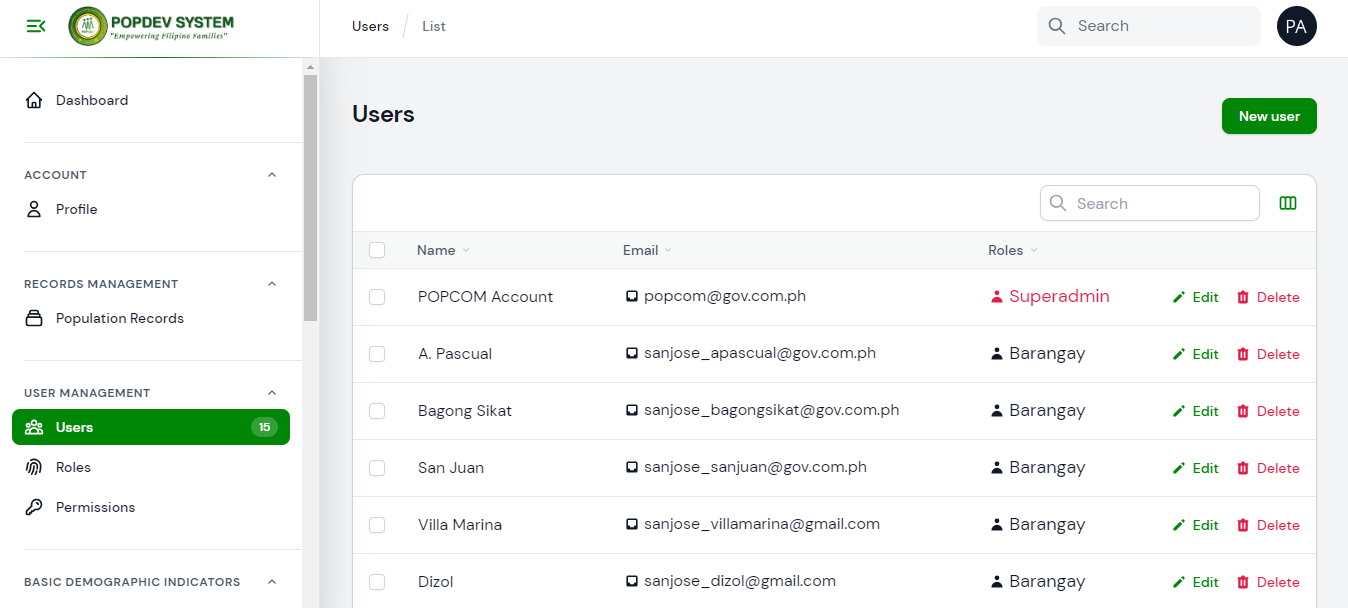 POPDEV SYSTEM
"Empowering Filipino Families"
Users / List
Search
PA
Dashboard
ACCOUNT
Profile
RECORDS MANAGEMENT
Population Records
USER MANAGEMENT
Users 15
Roles
Permissions
BASIC DEMOGRAPHIC INDICATORS
Users
New user
Search
Name Email Roles
POPCOM Account popcom@gov.com.ph Superadmin Edit Delete
A. Pascual sanjose_apascual@gov.com.ph Barangay Edit Delete
Bagong Sikat sanjose_bagongsikat@gov.com.ph Barangay Edit Delete
San Juan sanjose_sanjuan@gov.com.ph Barangay Edit Delete
Villa Marina sanjose_villamarina@gmail.com Barangay Edit Delete
Dizol sanjose_dizol@gmail.com Barangay Edit Delete